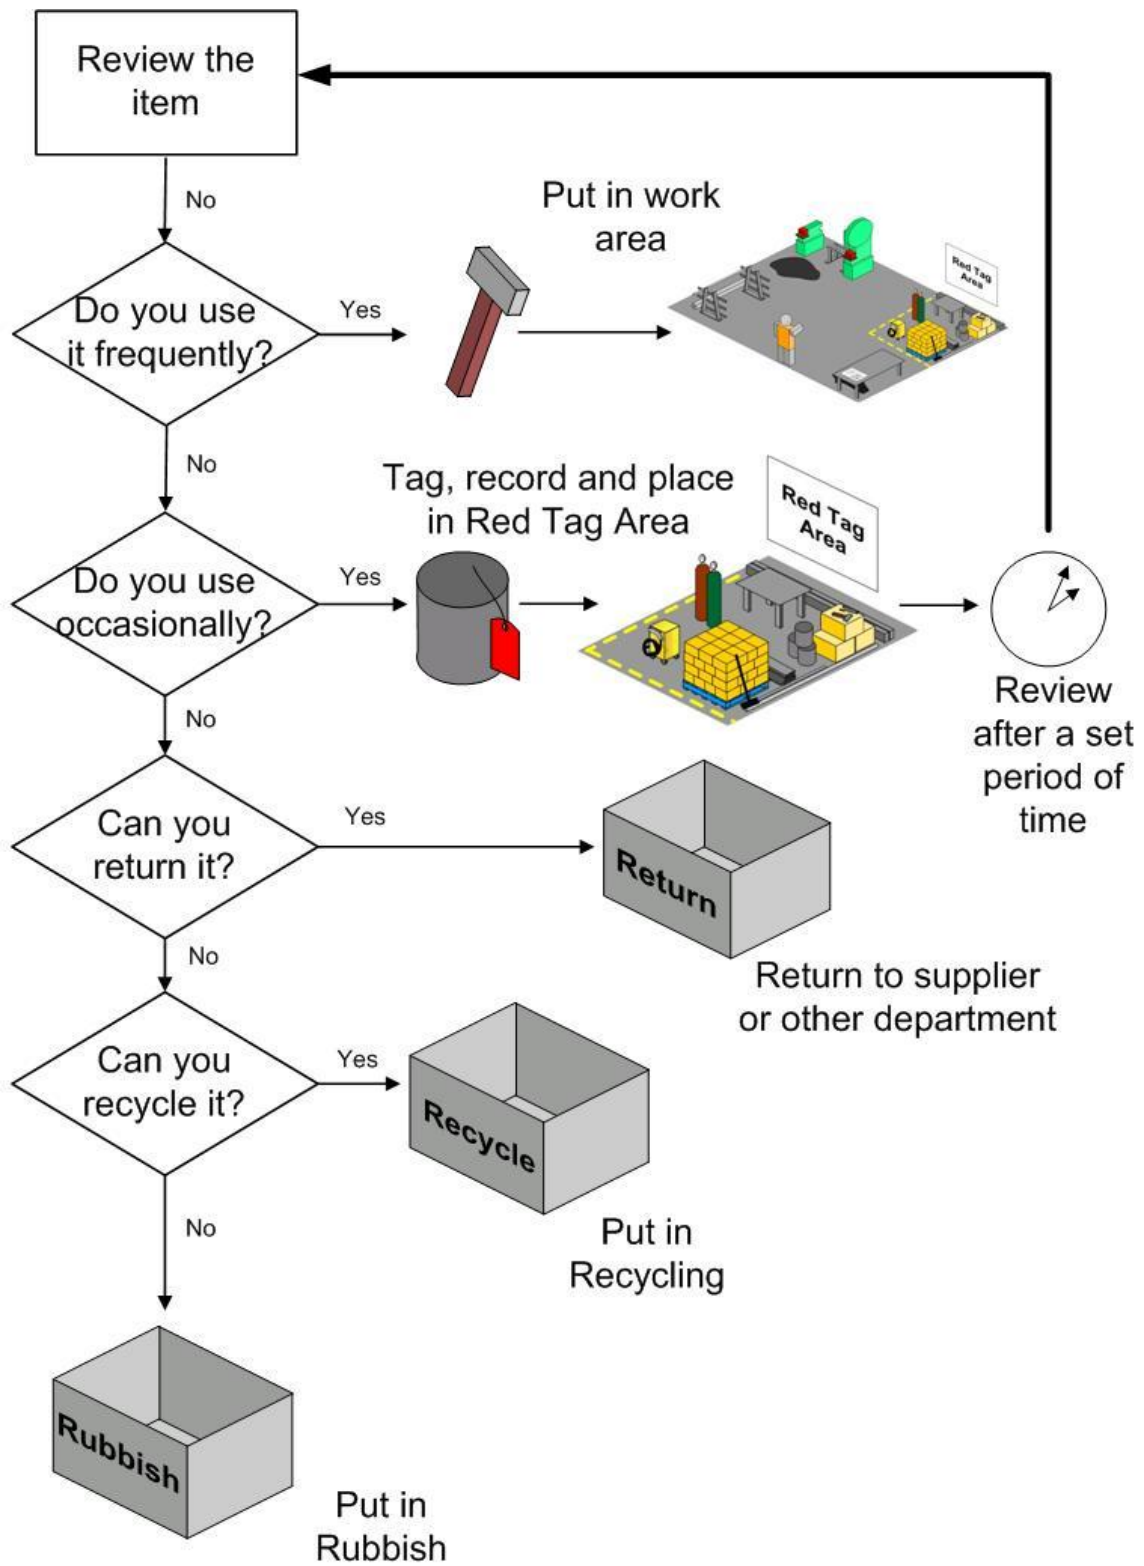 Review the
item
No
Put in work
area
Red Tag
Area
Do you use
it frequently?
Yes
No
Tag, record and place
in Red Tag Area
Red Tag
Area
Do you use
occasionally?
Yes
Review
after a set
period of
time
No
Can you
return it?
Yes
Return
Return to supplier
or other department
No
Can you
recycle it?
Yes
Recycle
Put in
Recycling
No
Rubbish
Put in
Rubbish